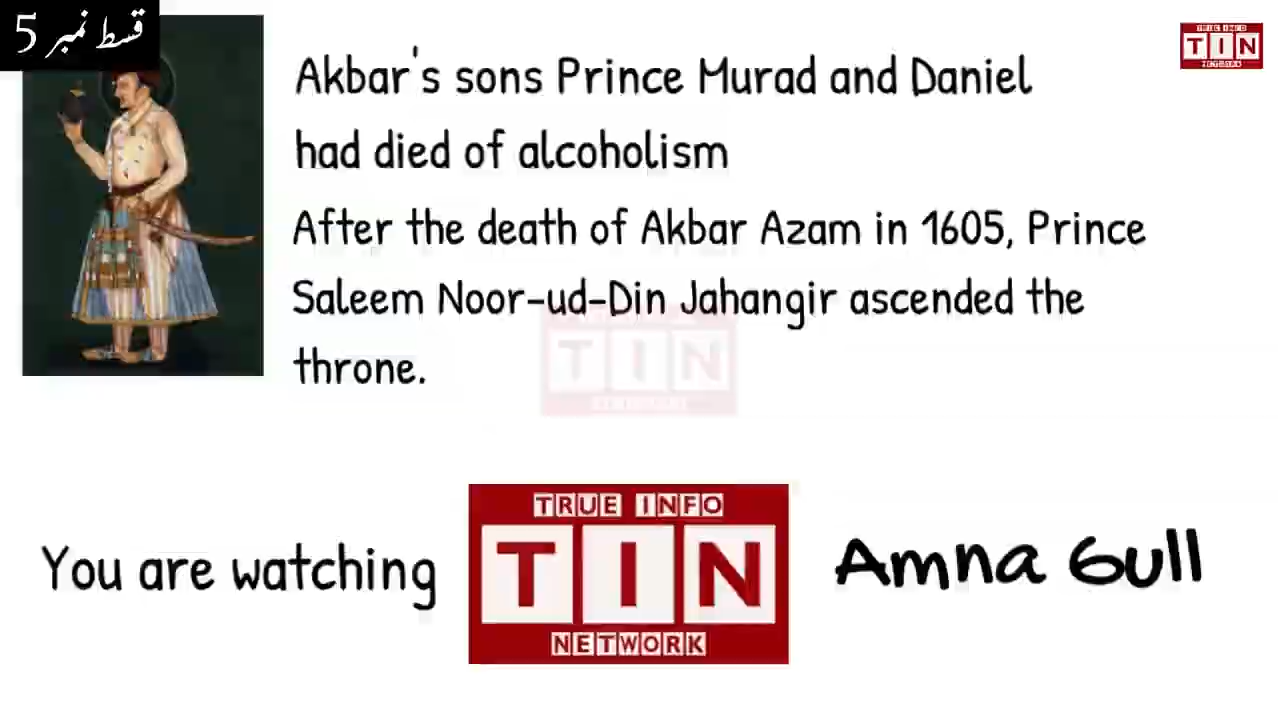 قسط نمبر 5
TRUE INFO
TIN
Akbar's sons Prince Murad and Daniel
had died of alcoholism
After the death of Akbar Azam in 1605, Prince
Saleem Noor-ud-Din Jahangir ascended the
throne.
TIN
TRUE INFO
You are watching
TIN
Amna Gull
NETWORK